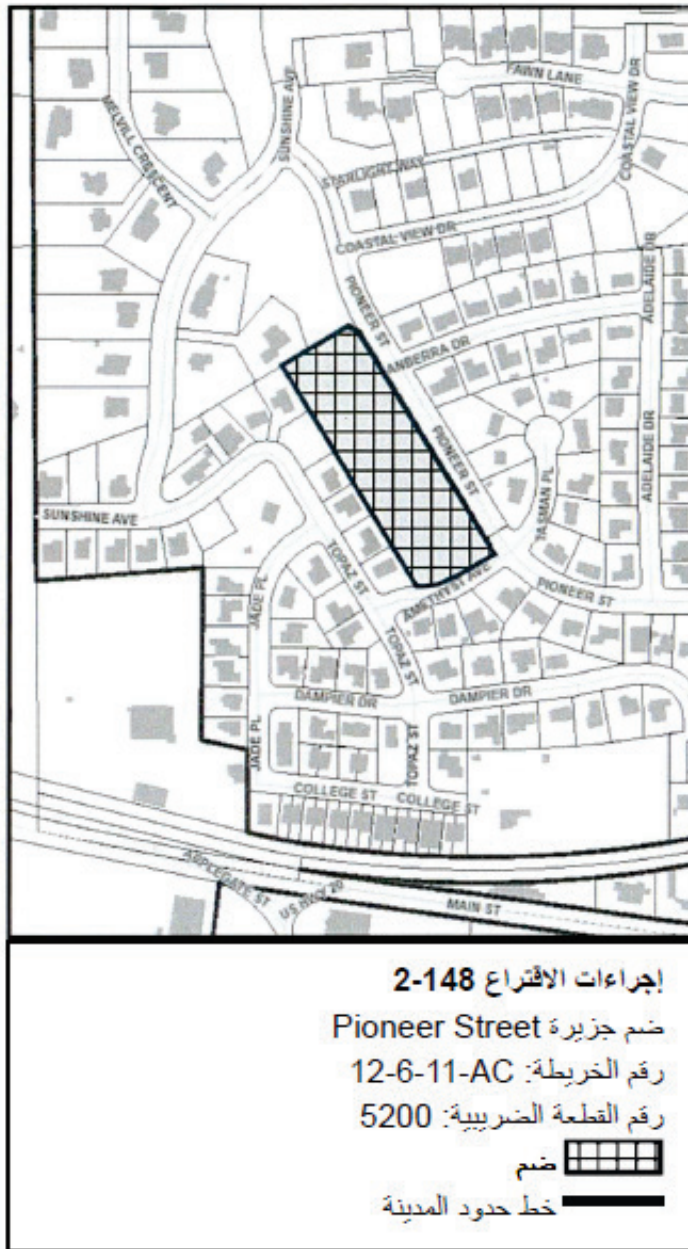 FAWN LANE
COASTAL VIEW DR
SUNSHINE AVE
MELVILL CRESCENT
STARLIGHT WAY
COASTAL VIEW DR
PIONEER ST
ANBERRA DR
ADELAIDE DR
PIONEER ST
TASMAN PL
ADELAIDE DR
SUNSHINE AVE
TOPAZ ST
AMETHYST AVE
PIONEER ST
JADE PL
TOPAZ ST
DAMPIER DR
DAMPIER DR
JADE PL
TOPAZ ST
COLLEGE ST
COLLEGE ST
APPLEGATE ST
US HWY 20
MAIN ST
إجراءات الاقتراع 148-2
ضم جزيرة Pioneer Street
رقم الخريطة: 12-6-11-AC
رقم القطعة الضريبية: 5200
ضم
خط حدود المدينة